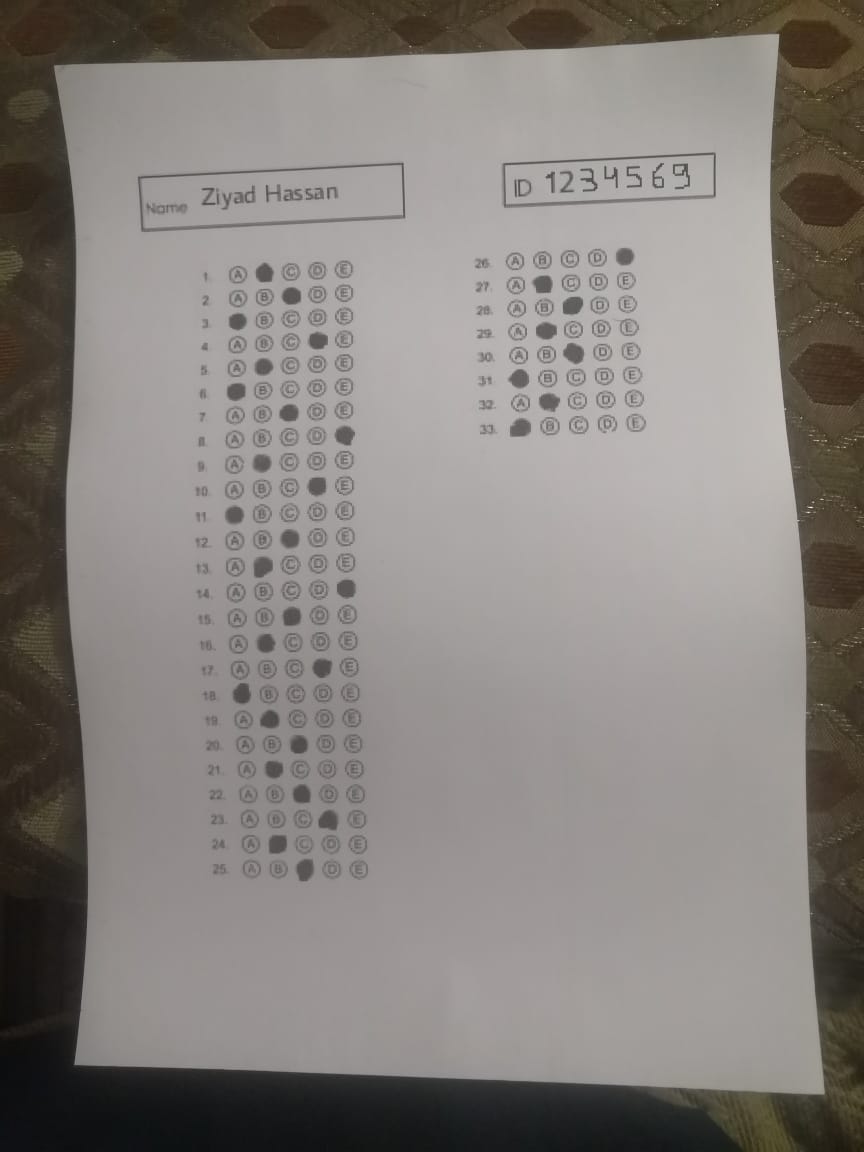 Name Ziyad Hassan
ID 1234569
1. A C D E
2. A B D E
3. B C D E
4. A B C E
5. A C D E
6. B C D E
7. A B D E
8. A B C D
9. A C D E
10. A B C E
11. B C D E
12. A B D E
13. A C D E
14. A B C D
15. A B D E
16. A C D E
17. A B C E
18. B C D E
19. A C D E
20. A B D E
21. A C D E
22. A B D E
23. A B C E
24. A C D E
25. A B D E
26. A B C D
27. A C D E
28. A B D E
29. A C D E
30. A B D E
31. B C D E
32. A C D E
33. B C D E